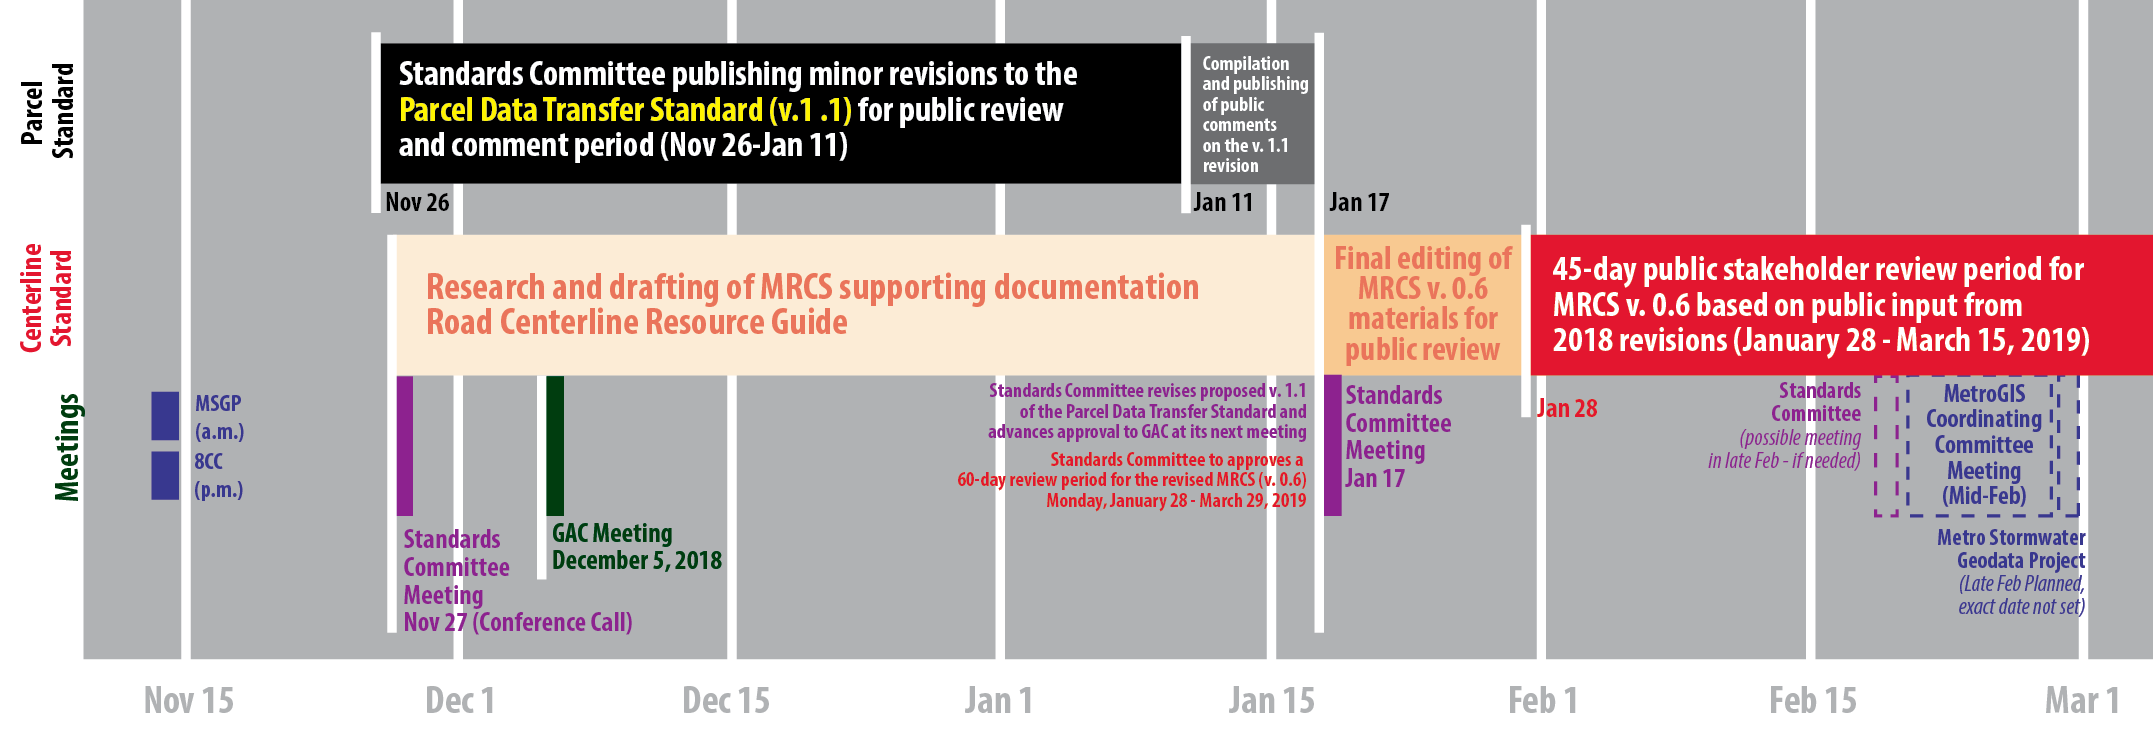 Parcel
Standard
Standards Committee publishing minor revisions to the
Parcel Data Transfer Standard (v.1 .1) for public review
and comment period (Nov 26-Jan 11)
Compilation
and publishing
of public
comments
on the v. 1.1
revision
Nov 26
Jan 11
Jan 17
Centerline
Standard
Research and drafting of MRCS supporting documentation
Road Centerline Resource Guide
Final editing of
MRCS v. 0.6
materials for
public review
45-day public stakeholder review period for
MRCS v. 0.6 based on public input from
2018 revisions (January 28 - March 15, 2019)
Jan 28
Meetings
MSGP
(a.m.)
8CC
(p.m.)
Standards
Committee
Meeting
Nov 27 (Conference Call)
GAC Meeting
December 5, 2018
Standards Committee revises proposed v. 1.1
of the Parcel Data Transfer Standard and
advances approval to GAC at its next meeting
Standards Committee to approves a
60-day review period for the revised MRCS (v. 0.6)
Monday, January 28 - March 29, 2019
Standards
Committee
Meeting
Jan 17
Standards
Committee
(possible meeting
in late Feb - if needed)
MetroGIS
Coordinating
Committee
Meeting
(Mid-Feb)
Metro Stormwater
Geodata Project
(Late Feb Planned,
exact date not set)
Nov 15
Dec 1
Dec 15
Jan 1
Jan 15
Feb 1
Feb 15
Mar 1